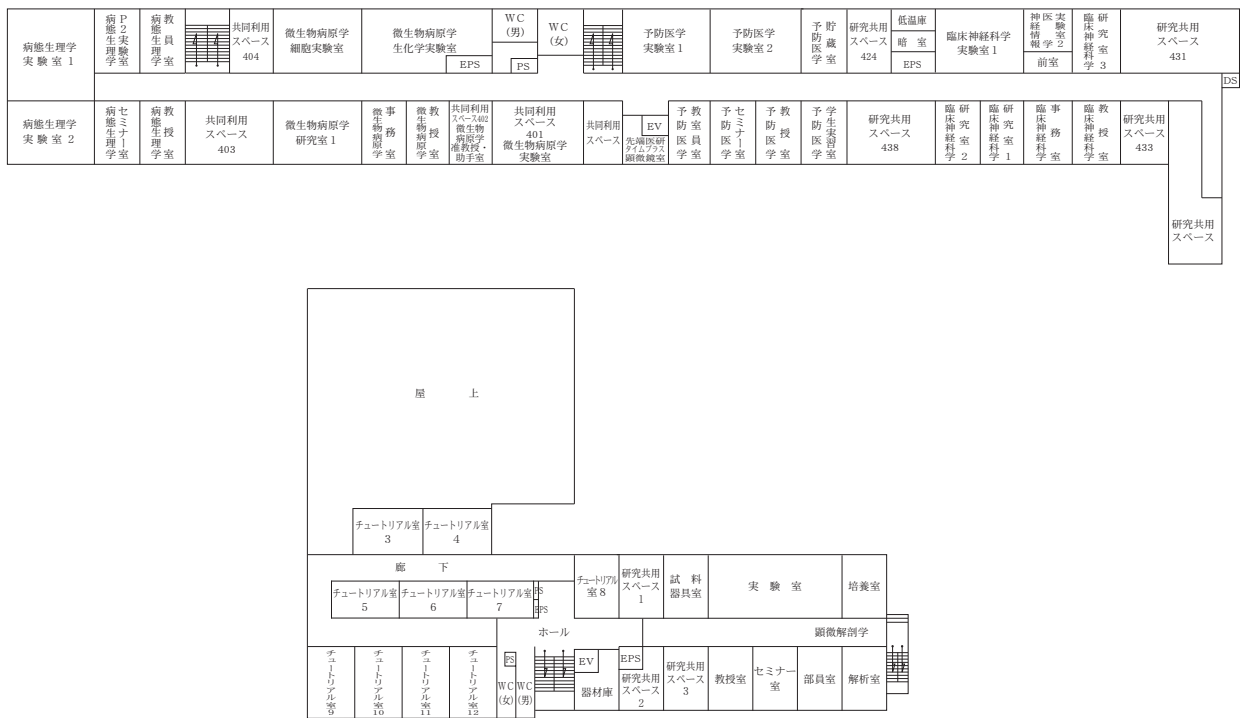 病態生理学
実験室 1
病態生理学
P2実験室
病態生理学
教員室
共同利用
スペース
404
微生物病原学
細胞実験室
微生物病原学
生化学実験室
EPS
WC
(男)
PS
WC
(女)
予防医学
実験室 1
予防医学
実験室 2
予防医学
貯蔵室
研究共用
スペース
424
低温庫
暗 室
EPS
臨床神経科学
実験室 1
神経情報学2
医実験室
前室
臨床神経科学
研究室3
研究共用
スペース
431
DS
病態生理学
実験室 2
病態生理学
セミナー室
病態生理学
教授室
共同利用
スペース
403
微生物病原学
研究室 1
微生物病原学
事務室
微生物病原学
教授室
共同利用
スペース402
微生物
病原学
准教授・
助手室
共同利用
スペース
401
微生物病原学
実験室
共同利用
スペース
EV
先端医研
タイムプラス
顕微鏡室
予防医学
教室員室
予防医学
セミナー室
予防医学
教授室
予防医学
学生実習室
研究共用
スペース
438
臨床神経科学
研究室2
臨床神経科学
研究室1
臨床神経科学
事務室
臨床神経科学
教授室
研究共用
スペース
433
研究共用
スペース
屋 上
チュートリアル室
3
チュートリアル室
4
廊 下
チュートリアル室
5
チュートリアル室
6
チュートリアル室
7
PS
EPS
チュートリアル
室 8
研究共用
スペース
1
試 料
器具室
実 験 室
培養室
ホール
顕微解剖学
チュートリアル室9
チュートリアル室10
チュートリアル室11
チュートリアル室12
PS
WC
(女)
WC
(男)
EV
器材庫
EPS
研究共用
スペース
2
研究共用
スペース
3
教授室
セミナー
室
部員室
解析室